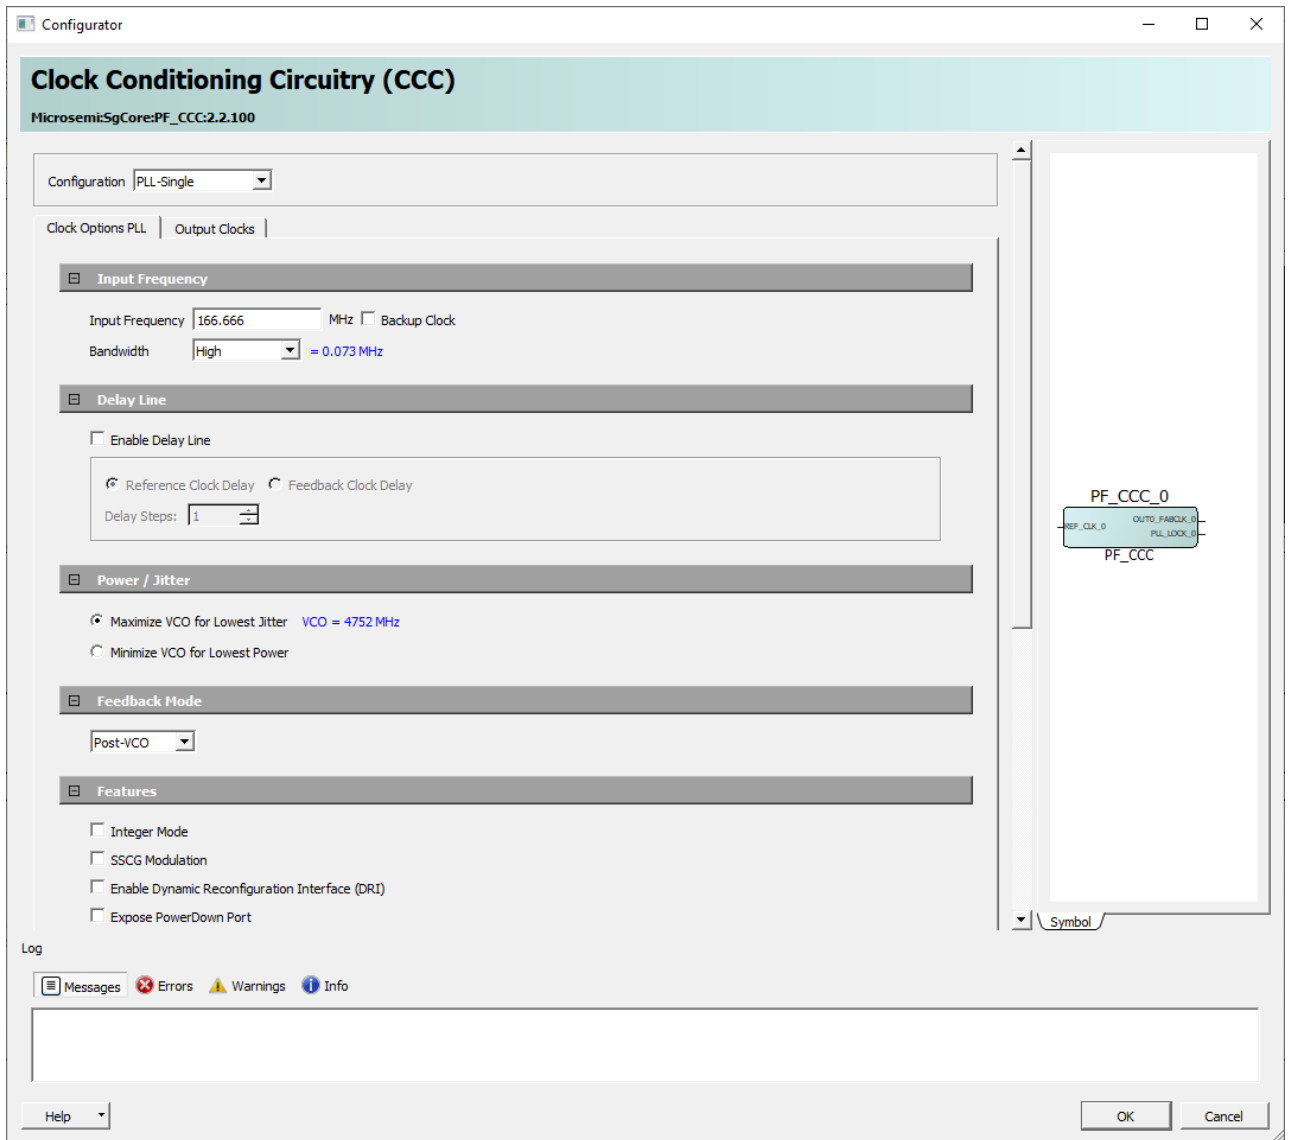 Configurator
Clock Conditioning Circuitry (CCC)
Microsemi:SgCore:PF_CCC:2.2.100
Configuration PLL-Single
Clock Options PLL Output Clocks
Input Frequency
Input Frequency 166.666 MHz Backup Clock
Bandwidth High = 0.073 MHz
Delay Line
Enable Delay Line
Reference Clock Delay Feedback Clock Delay
Delay Steps: 1
Power / Jitter
Maximize VCO for Lowest Jitter VCO = 4752 MHz
Minimize VCO for Lowest Power
Feedback Mode
Post-VCO
Features
Integer Mode
SSCG Modulation
Enable Dynamic Reconfiguration Interface (DRI)
Expose PowerDown Port
PF_CCC_0
REF_CLK_0 OUT0_FABCLK_0
PLL_LOCK_0
PF_CCC
Symbol
Log
Messages Errors Warnings Info
Help OK Cancel